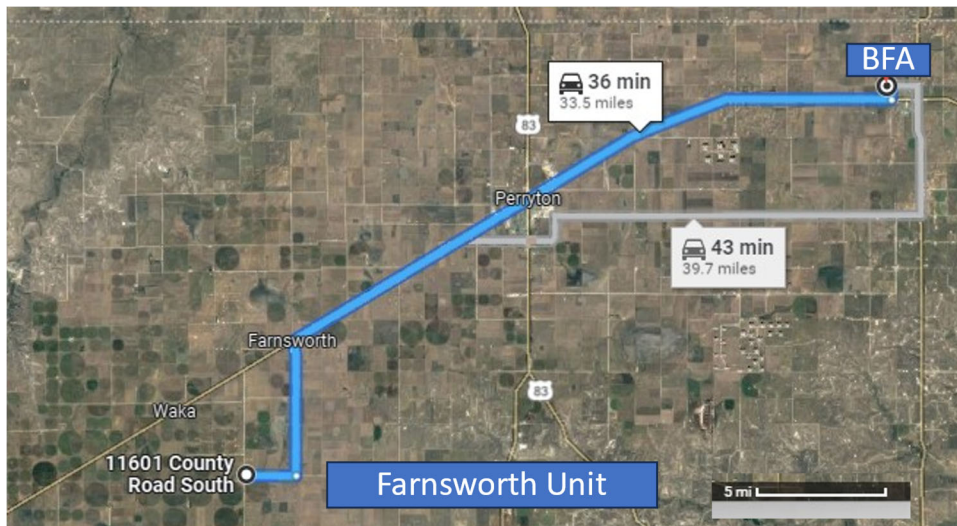 BFA
36 min
33.5 miles
83
Perryton
43 min
39.7 miles
Farnsworth
83
Waka
11601 County
Road South
Farnsworth Unit
5 mi